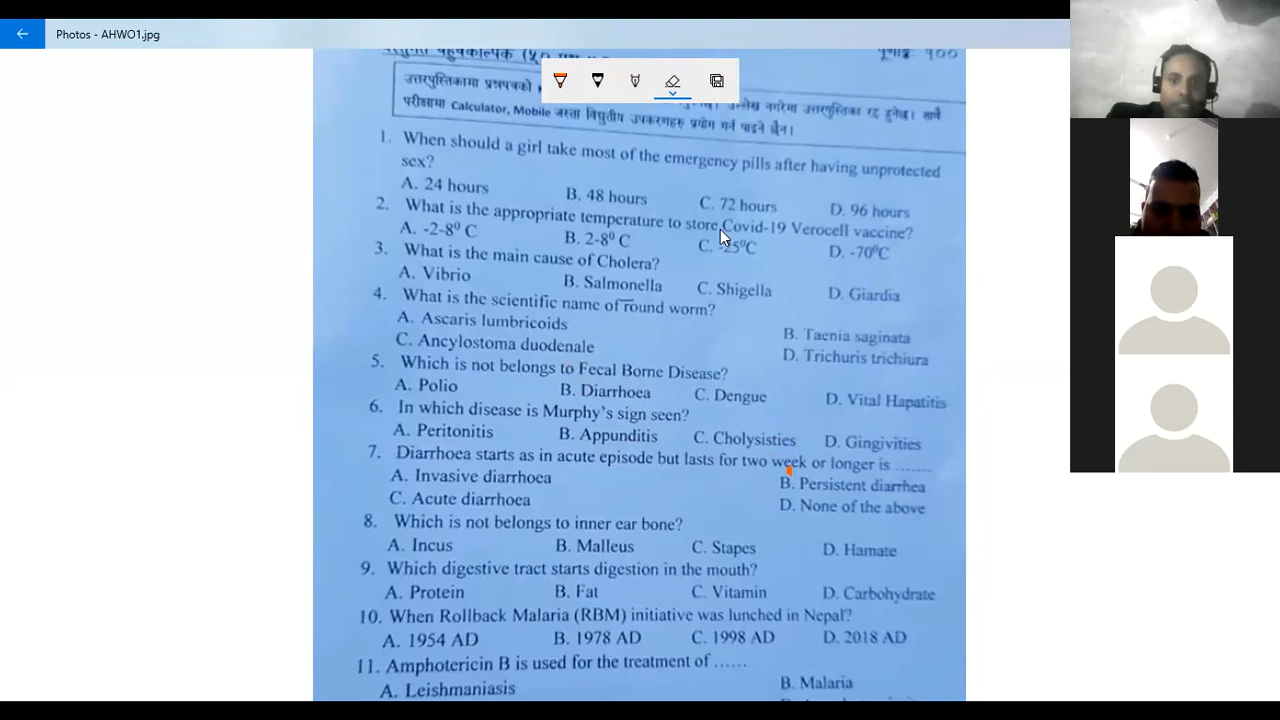 Photos - AHWO1.jpg
पूर्णाङ्कः १००
उत्तरपुस्तिकामा प्रश्नपत्रको
उत्तरपुस्तिका रद्द हुनेछ। साथै
परीक्षामा Calculator, Mobile जस्ता विद्युतीय उपकरणहरु प्रयोग गर्न पाइने छैन।
1. When should a girl take most of the emergency pills after having unprotected
sex?
A. 24 hours B. 48 hours C. 72 hours D. 96 hours
2. What is the appropriate temperature to store Covid-19 Verocell vaccine?
A. -2-8⁰ C B. 2-8⁰ C C. -25⁰C D. -70⁰C
3. What is the main cause of Cholera?
A. Vibrio B. Salmonella C. Shigella D. Giardia
4. What is the scientific name of round worm?
A. Ascaris lumbricoids B. Taenia saginata
C. Ancylostoma duodenale D. Trichuris trichiura
5. Which is not belongs to Fecal Borne Disease?
A. Polio B. Diarrhoea C. Dengue D. Vital Hapatitis
6. In which disease is Murphy's sign seen?
A. Peritonitis B. Appunditis C. Cholysisties D. Gingivities
7. Diarrhoea starts as in acute episode but lasts for two week or longer is .......
A. Invasive diarrhoea B. Persistent diarrhea
C. Acute diarrhoea D. None of the above
8. Which is not belongs to inner ear bone?
A. Incus B. Malleus C. Stapes D. Hamate
9. Which digestive tract starts digestion in the mouth?
A. Protein B. Fat C. Vitamin D. Carbohydrate
10. When Rollback Malaria (RBM) initiative was lunched in Nepal?
A. 1954 AD B. 1978 AD C. 1998 AD D. 2018 AD
11. Amphotericin B is used for the treatment of ......
A. Leishmaniasis B. Malaria